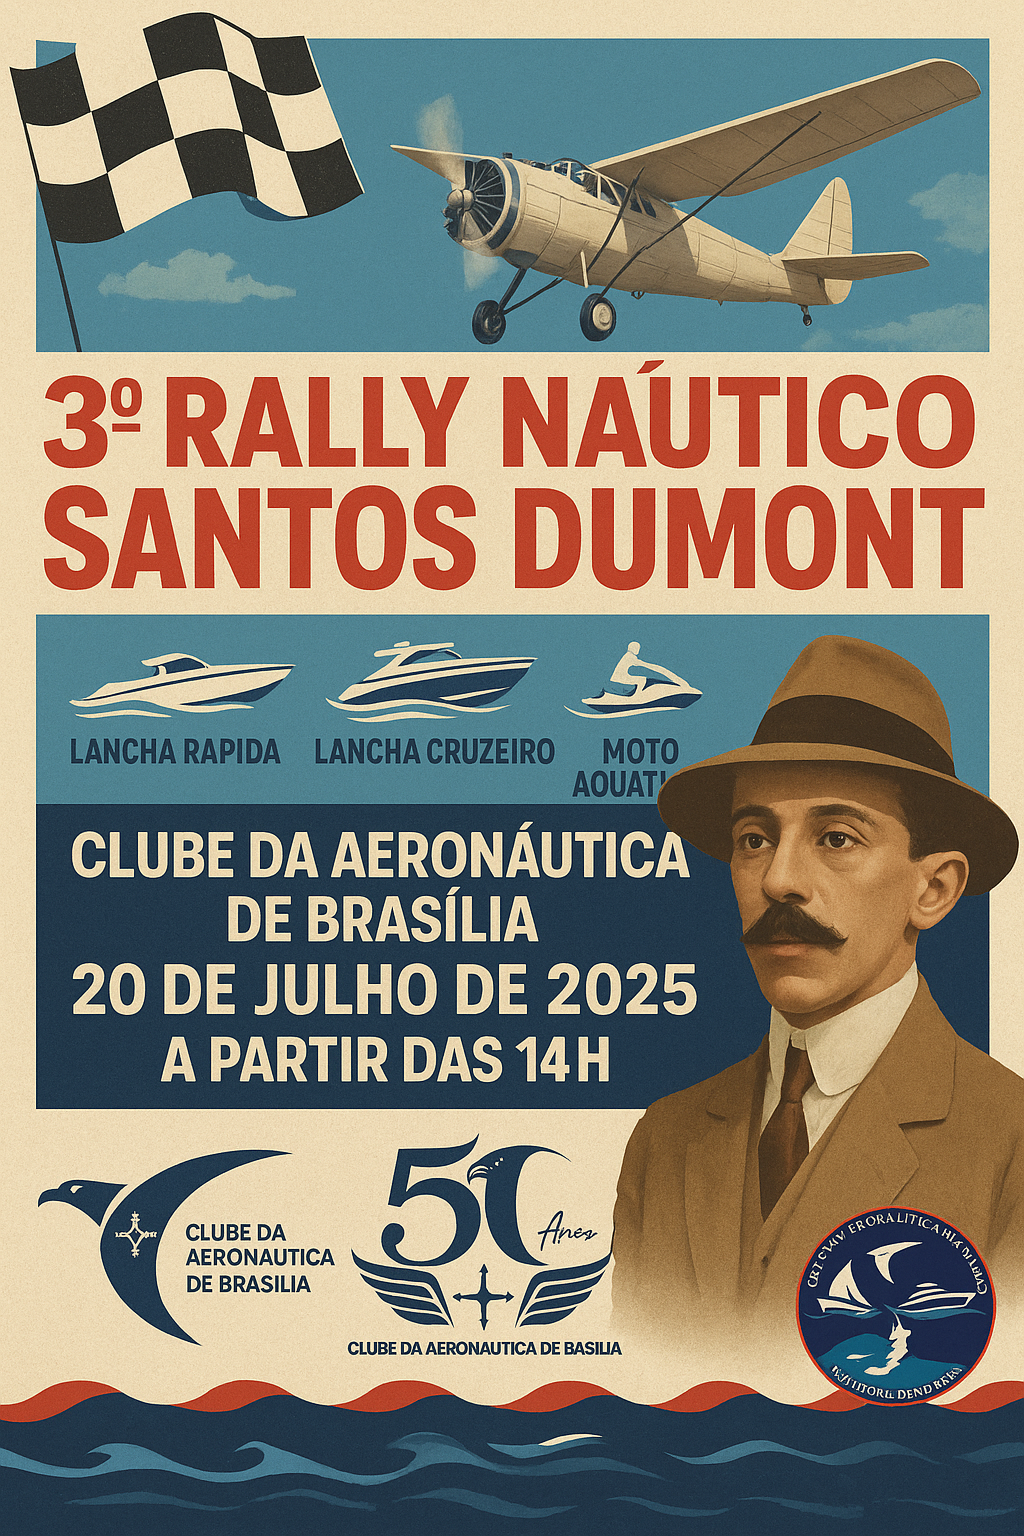 3º RALLY NAÚTICO
SANTOS DUMONT
LANCHA RAPIDA
LANCHA CRUZEIRO
MOTO
AOUATI
CLUBE DA AERONÁUTICA
DE BRASÍLIA
20 DE JULHO DE 2025
A PARTIR DAS 14H
CLUBE DA
AERONAUTICA
DE BRASILIA
50
CLUBE DA AERONAUTICA DE BASILIA